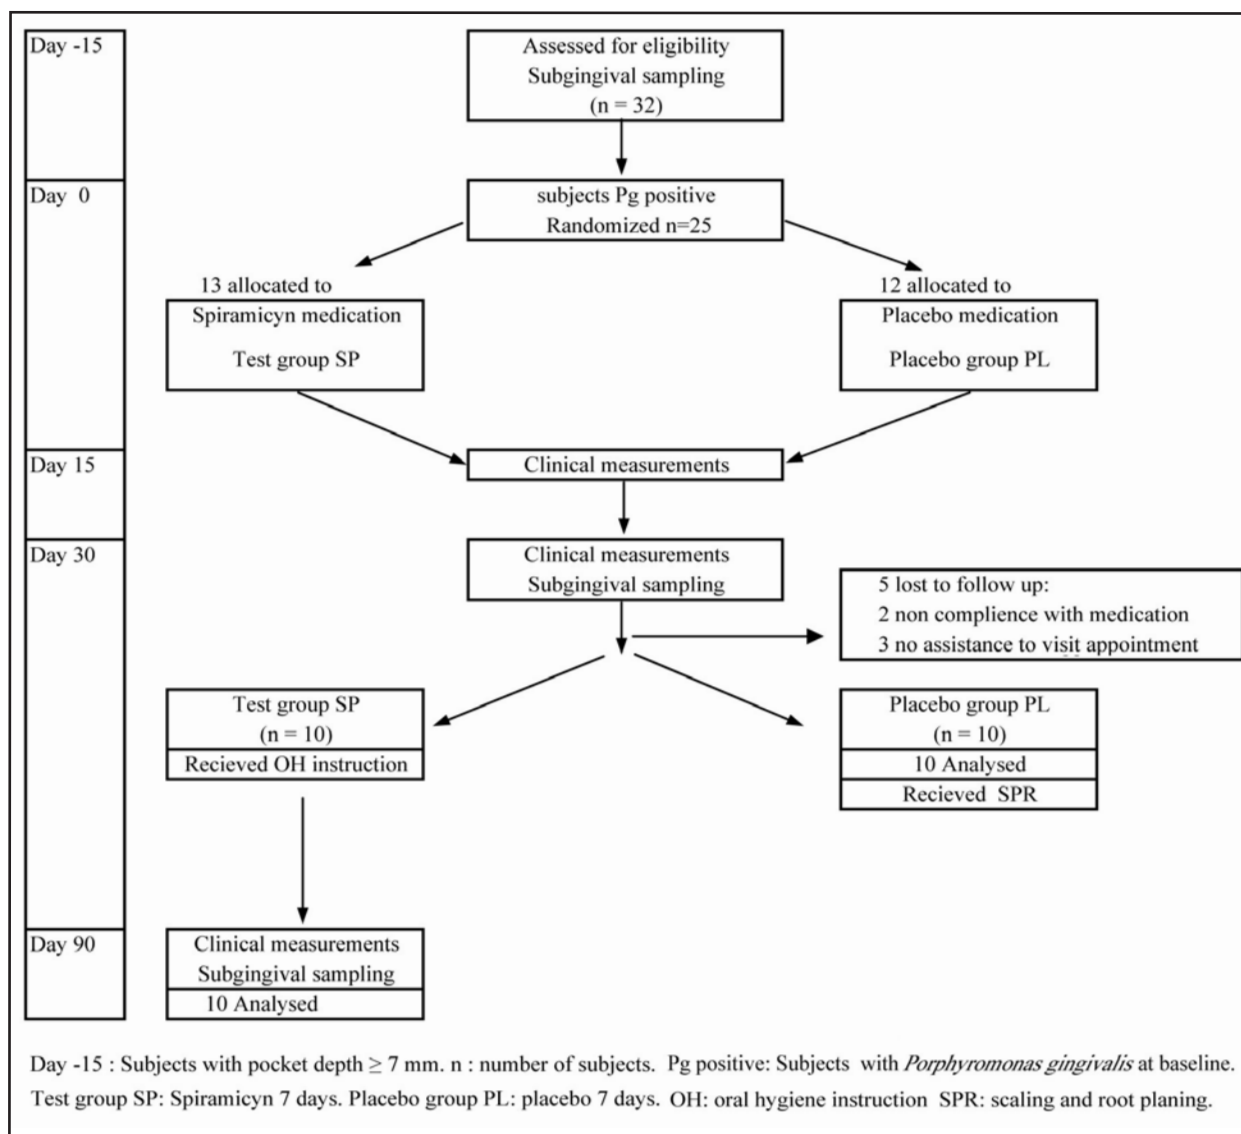 Day -15
Assessed for eligibility
Subgingival sampling
(n = 32)
Day 0
subjects Pg positive
Randomized n=25
13 allocated to
12 allocated to
Spiramicyn medication
Test group SP
Placebo medication
Placebo group PL
Day 15
Clinical measurements
Day 30
Clinical measurements
Subgingival sampling
5 lost to follow up:
2 non complience with medication
3 no assistance to visit appointment
Test group SP
(n = 10)
Recieved OH instruction
Placebo group PL
(n = 10)
10 Analysed
Recieved SPR
Day 90
Clinical measurements
Subgingival sampling
10 Analysed
Day -15 : Subjects with pocket depth ≥ 7 mm. n : number of subjects. Pg positive: Subjects with Porphyromonas gingivalis at baseline.
Test group SP: Spiramicyn 7 days. Placebo group PL: placebo 7 days. OH: oral hygiene instruction SPR: scaling and root planing.